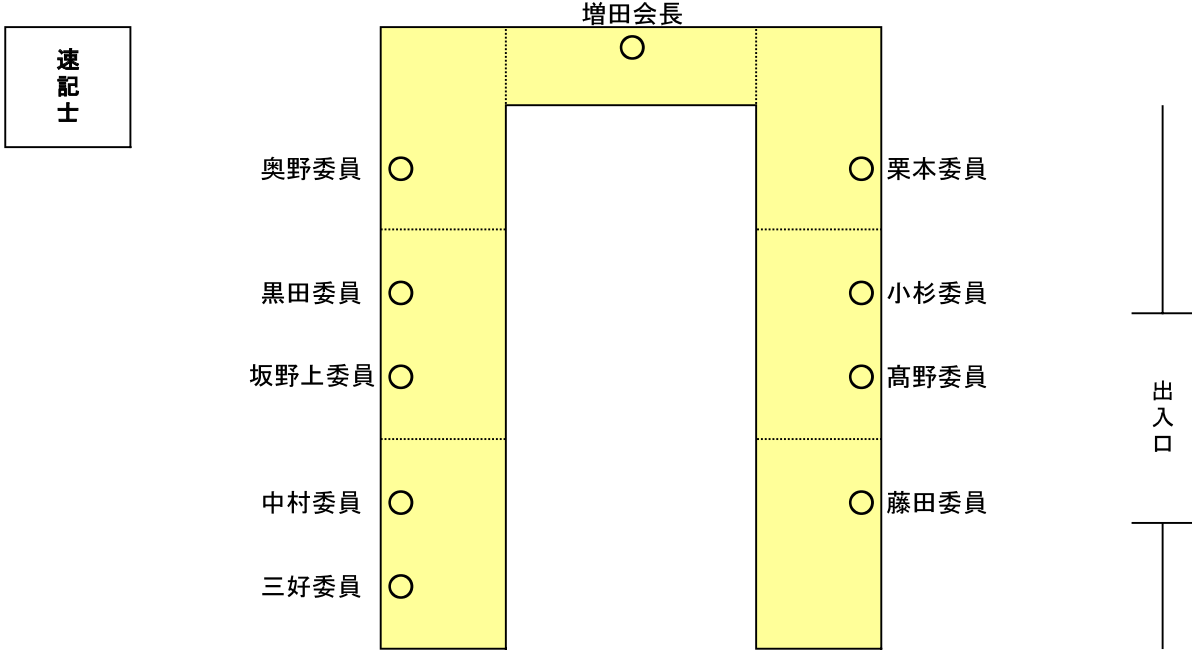 増田会長
速記士
奥野委員
栗本委員
黒田委員
小杉委員
坂野上委員
髙野委員
出入口
中村委員
藤田委員
三好委員